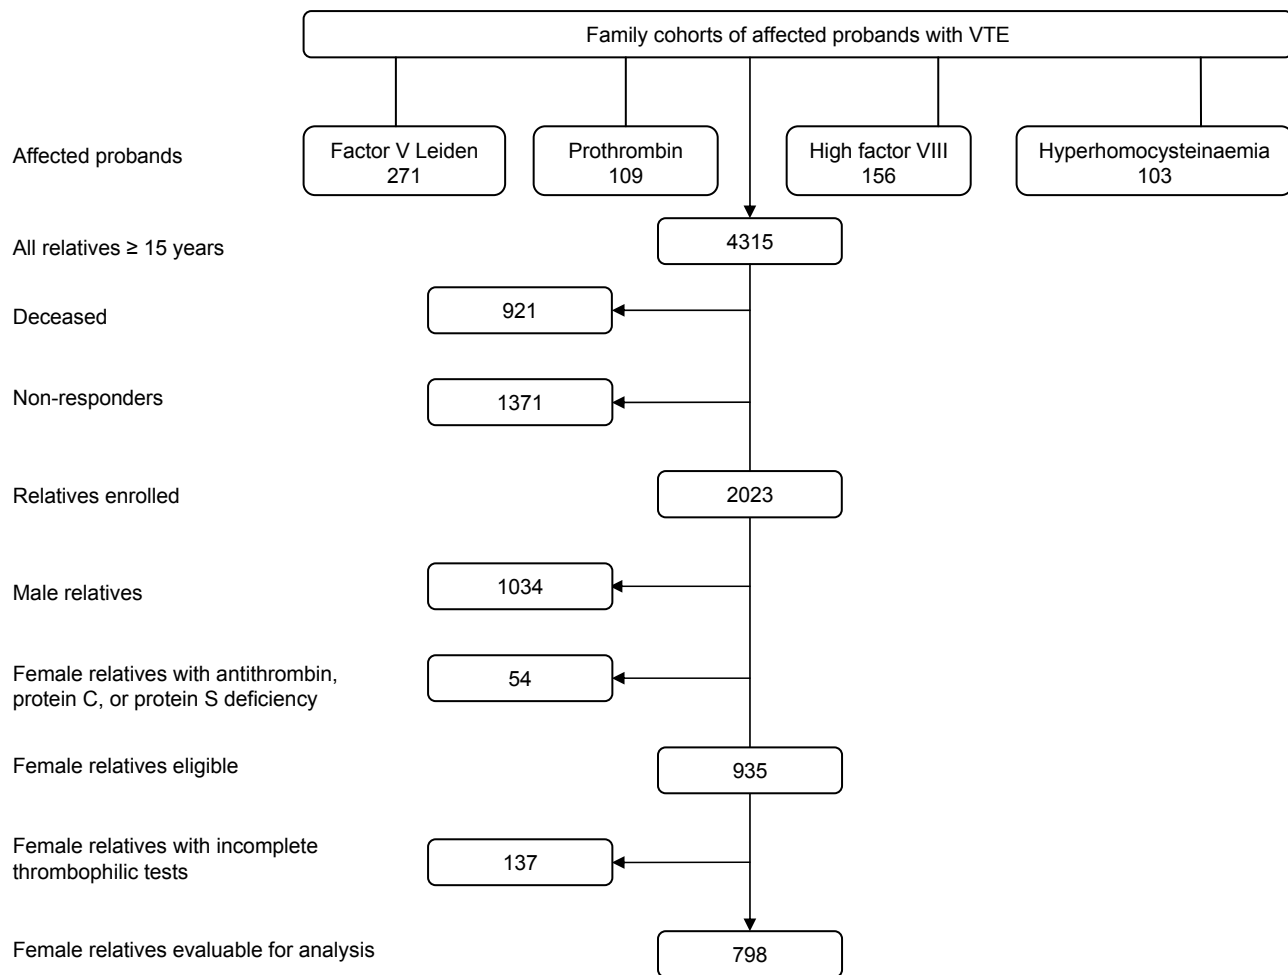 Family cohorts of affected probands with VTE
Affected probands
Factor V Leiden
271
Prothrombin
109
High factor VIII
156
Hyperhomocysteinaemia
103
All relatives ≥ 15 years
4315
Deceased
921
Non-responders
1371
Relatives enrolled
2023
Male relatives
1034
Female relatives with antithrombin,
protein C, or protein S deficiency
54
Female relatives eligible
935
Female relatives with incomplete
thrombophilic tests
137
Female relatives evaluable for analysis
798